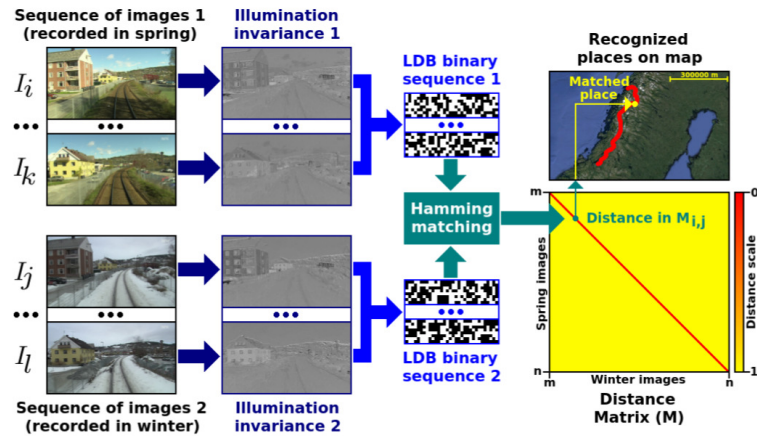 Sequence of images 1
(recorded in spring)
Illumination
invariance 1
I_i
•••
•••
I_k
•••
LDB binary
sequence 1
•••
Recognized
places on map
300000 m
Matched
place
Hamming
matching
m
0
Distance in M_i,j
Spring images
Distance scale
n
1
m
Winter images
n
Distance
Matrix (M)
I_j
•••
•••
I_l
•••
•••
LDB binary
sequence 2
Sequence of images 2
(recorded in winter)
Illumination
invariance 2